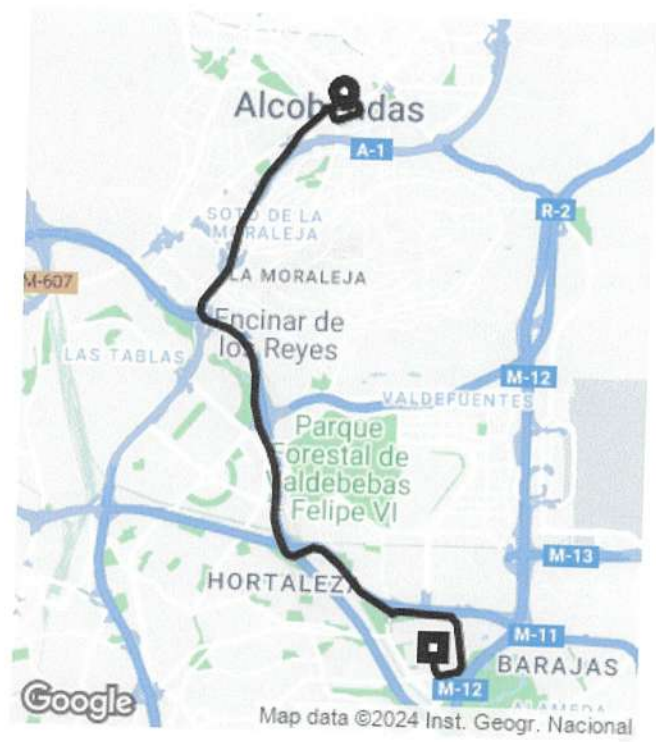 Alcobendas
A-1
R-2
SOTO DE LA
MORALEJA
LA MORALEJA
M-607
Encinar de
los Reyes
LAS TABLAS
M-12
VALDEFUENTES
Parque
Forestal de
Valdebebas
Felipe VI
M-13
HORTALEZA
M-11
BARAJAS
M-12
ALAMEDA
Google
Map data ©2024 Inst. Geogr. Nacional